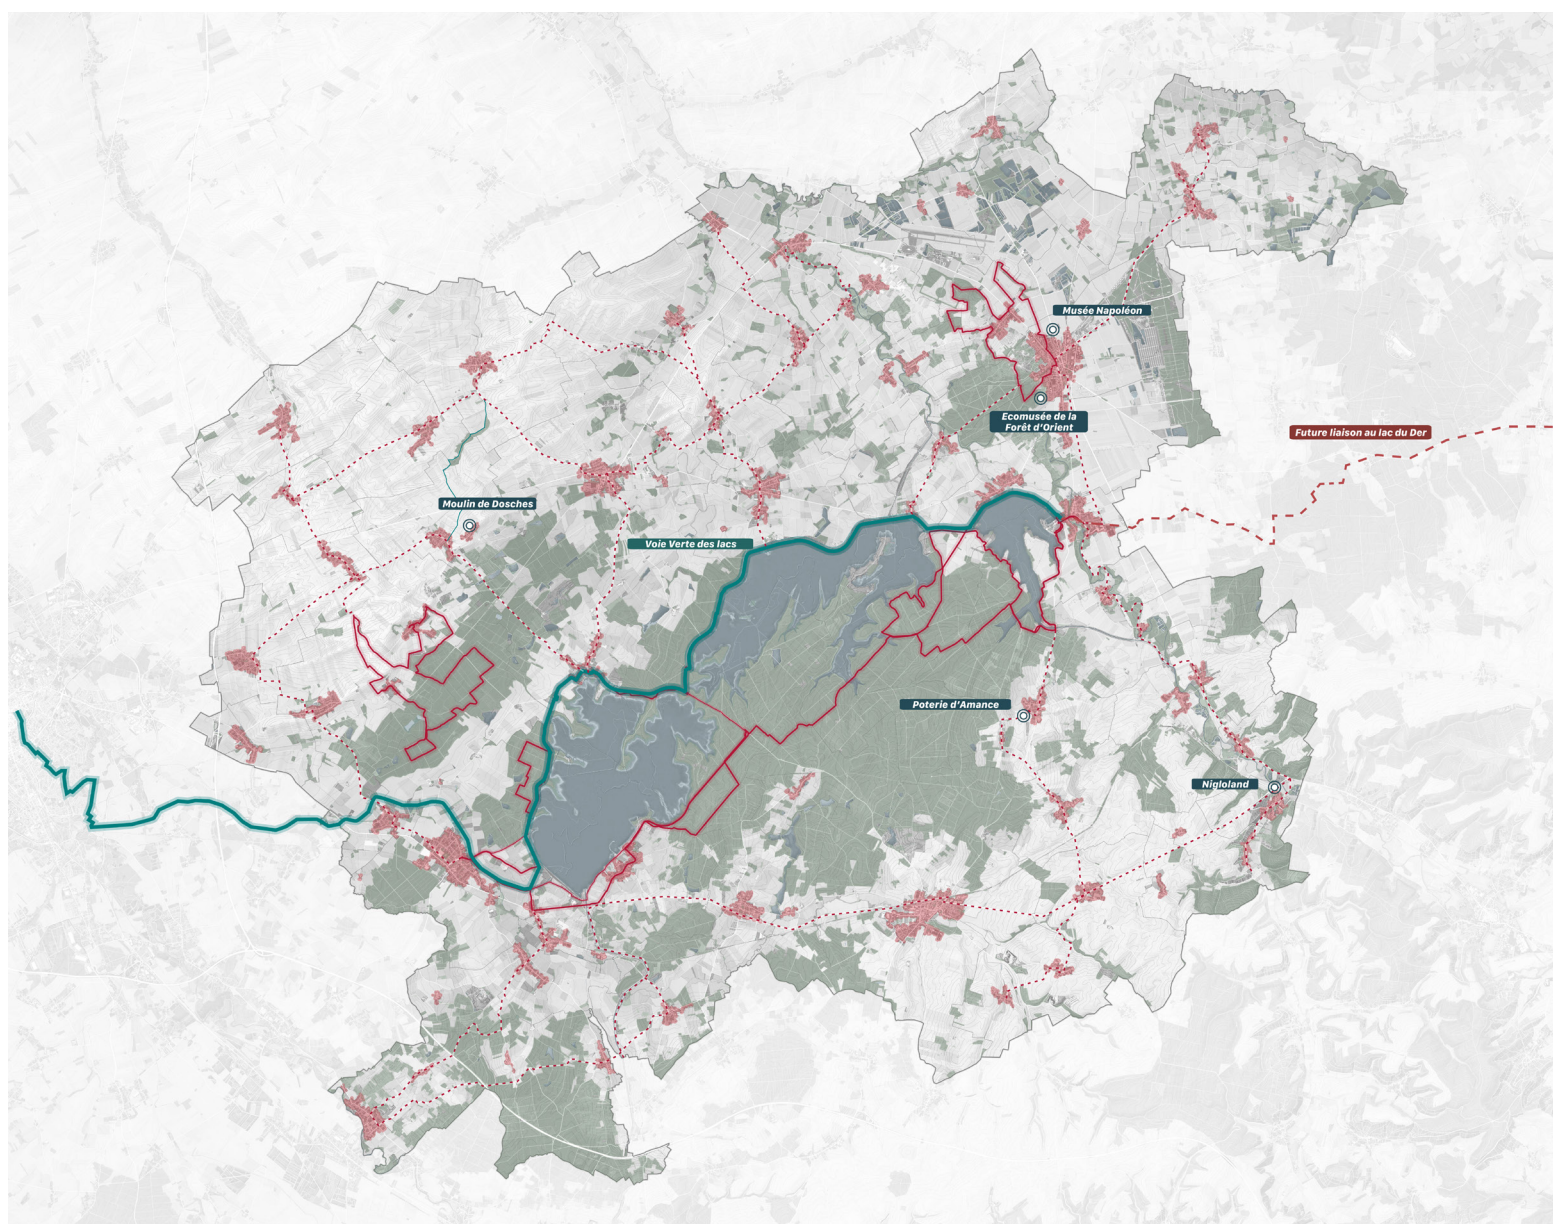 Musée Napoléon
Ecomusée de la
Forêt d'Orient
Future liaison au lac du Der
Moulin de Dosches
Voie Verte des lacs
Poterie d'Amance
Nigloland